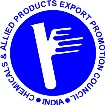 CHEMICALS & ALLIED PRODUCTS EXPORT PROMOTION COUNCIL
• INDIA •